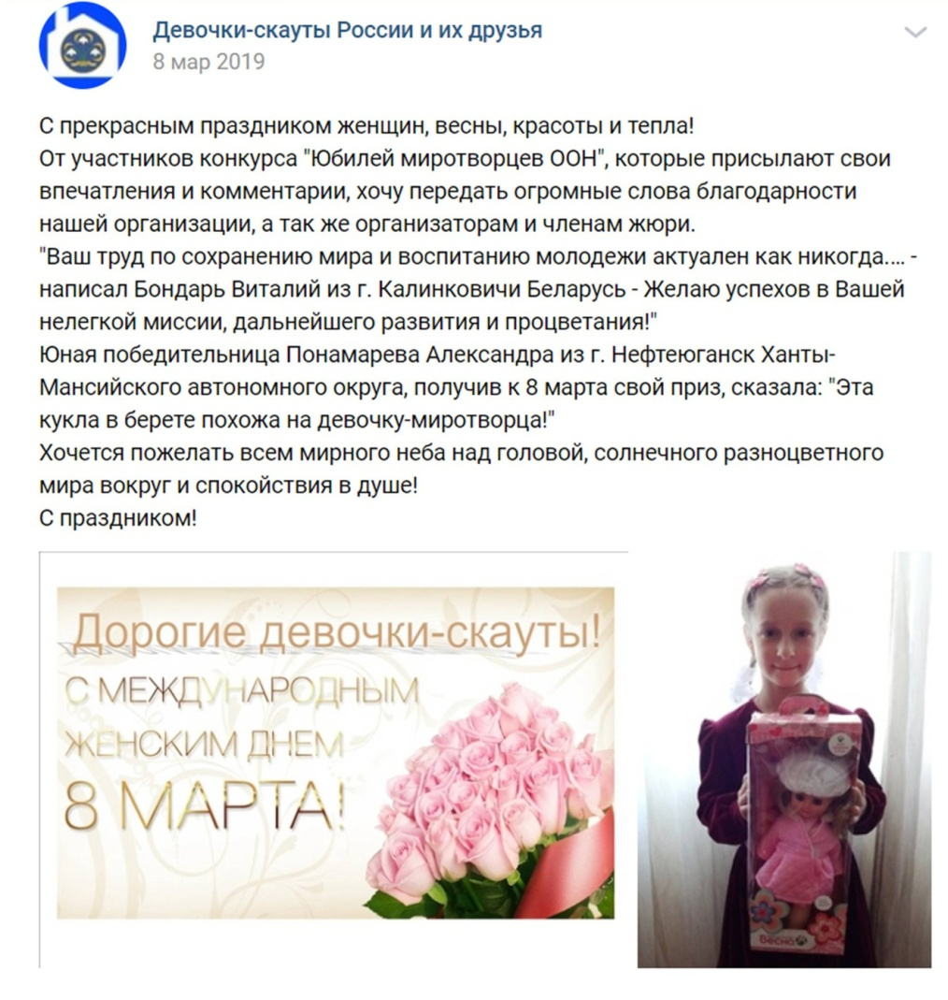 Девочки-скауты России и их друзья
8 мар 2019
С прекрасным праздником женщин, весны, красоты и тепла!
От участников конкурса "Юбилей миротворцев ООН", которые присылают свои
впечатления и комментарии, хочу передать огромные слова благодарности
нашей организации, а так же организаторам и членам жюри.
"Ваш труд по сохранению мира и воспитанию молодежи актуален как никогда.... -
написал Бондарь Виталий из г. Калинковичи Беларусь - Желаю успехов в Вашей
нелегкой миссии, дальнейшего развития и процветания!"
Юная победительница Понамарева Александра из г. Нефтеюганск Ханты-
Мансийского автономного округа, получив к 8 марта свой приз, сказала: "Эта
кукла в берете похожа на девочку-миротворца!"
Хочется пожелать всем мирного неба над головой, солнечного разноцветного
мира вокруг и спокойствия в душе!
С праздником!
Дорогие девочки-скауты!
С МЕЖДУНАРОДНЫМ
ЖЕНСКИМ ДНЕМ
8 МАРТА!
Весна